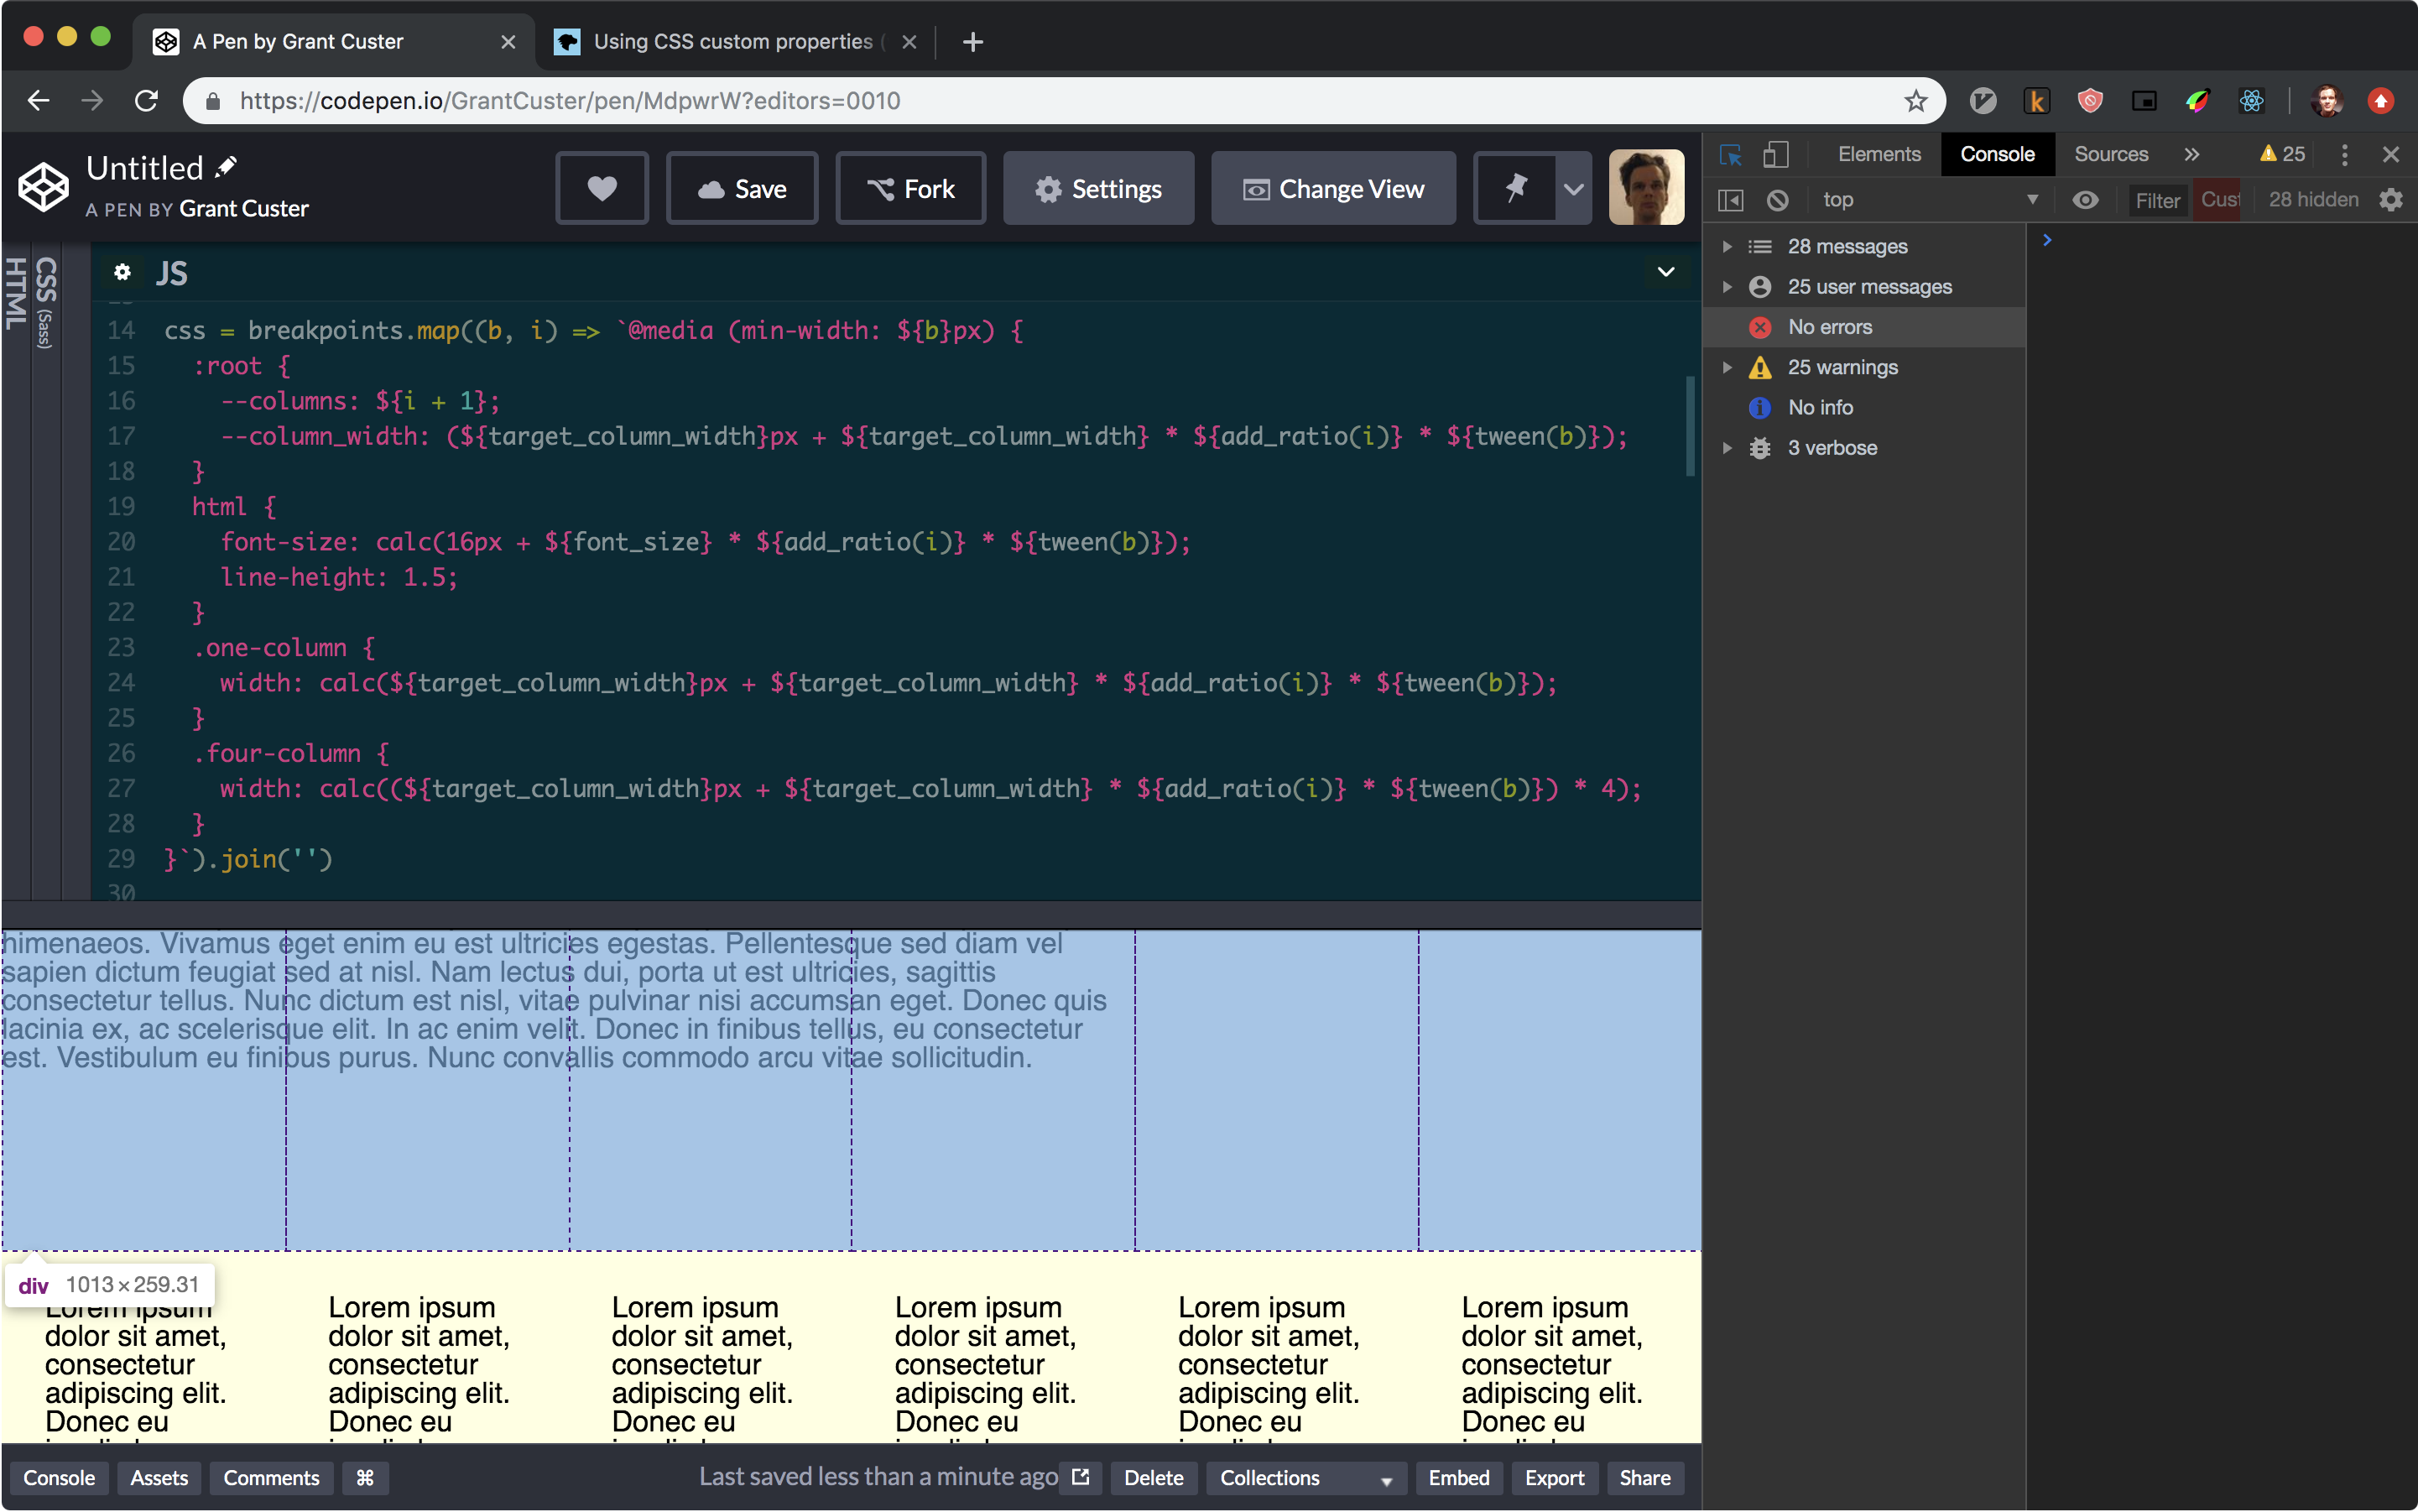 A Pen by Grant Custer
Using CSS custom properties (
https://codepen.io/GrantCuster/pen/MdpwrW?editors=0010
Untitled
A PEN BY Grant Custer
Save
Fork
Settings
Change View
HTML
CSS (Sass)
JS
14 css = breakpoints.map((b, i) => `@media (min-width: ${b}px) {
15 :root {
16 --columns: ${i + 1};
17 --column_width: (${target_column_width}px + ${target_column_width} * ${add_ratio(i)} * ${tween(b)});
18 }
19 html {
20 font-size: calc(16px + ${font_size} * ${add_ratio(i)} * ${tween(b)});
21 line-height: 1.5;
22 }
23 .one-column {
24 width: calc(${target_column_width}px + ${target_column_width} * ${add_ratio(i)} * ${tween(b)});
25 }
26 .four-column {
27 width: calc((${target_column_width}px + ${target_column_width} * ${add_ratio(i)} * ${tween(b)}) * 4);
28 }
29 }`).join('')
30
himenaeos. Vivamus eget enim eu est ultricies egestas. Pellentesque sed diam vel
sapien dictum feugiat sed at nisl. Nam lectus dui, porta ut est ultricies, sagittis
consectetur tellus. Nunc dictum est nisl, vitae pulvinar nisi accumsan eget. Donec quis
lacinia ex, ac scelerisque elit. In ac enim velit. Donec in finibus tellus, eu consectetur
est. Vestibulum eu finibus purus. Nunc convallis commodo arcu vitae sollicitudin.
div 1013×259.31
Lorem ipsum
dolor sit amet,
consectetur
adipiscing elit.
Donec eu
Lorem ipsum
dolor sit amet,
consectetur
adipiscing elit.
Donec eu
Lorem ipsum
dolor sit amet,
consectetur
adipiscing elit.
Donec eu
Lorem ipsum
dolor sit amet,
consectetur
adipiscing elit.
Donec eu
Lorem ipsum
dolor sit amet,
consectetur
adipiscing elit.
Donec eu
Lorem ipsum
dolor sit amet,
consectetur
adipiscing elit.
Donec eu
Console
Assets
Comments
⌘
Last saved less than a minute ago
Delete
Collections
Embed
Export
Share
Elements
Console
Sources
»
25
top
Filter
Cust
28 hidden
28 messages
25 user messages
No errors
25 warnings
No info
3 verbose